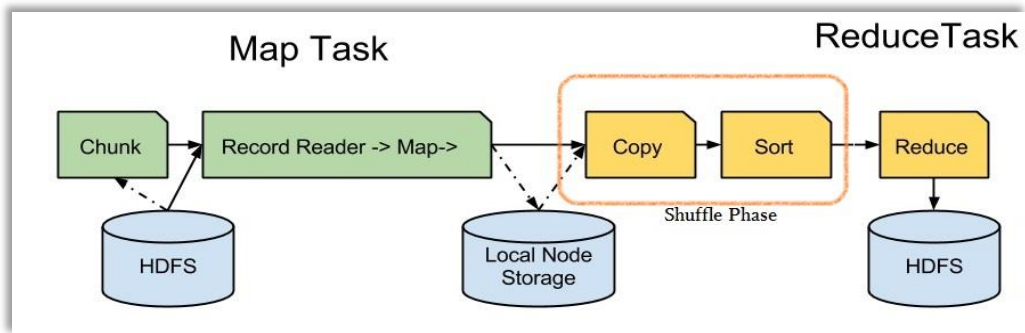 Map Task
ReduceTask
Chunk
Record Reader -> Map->
Copy
Sort
Reduce
Shuffle Phase
HDFS
Local Node
Storage
HDFS